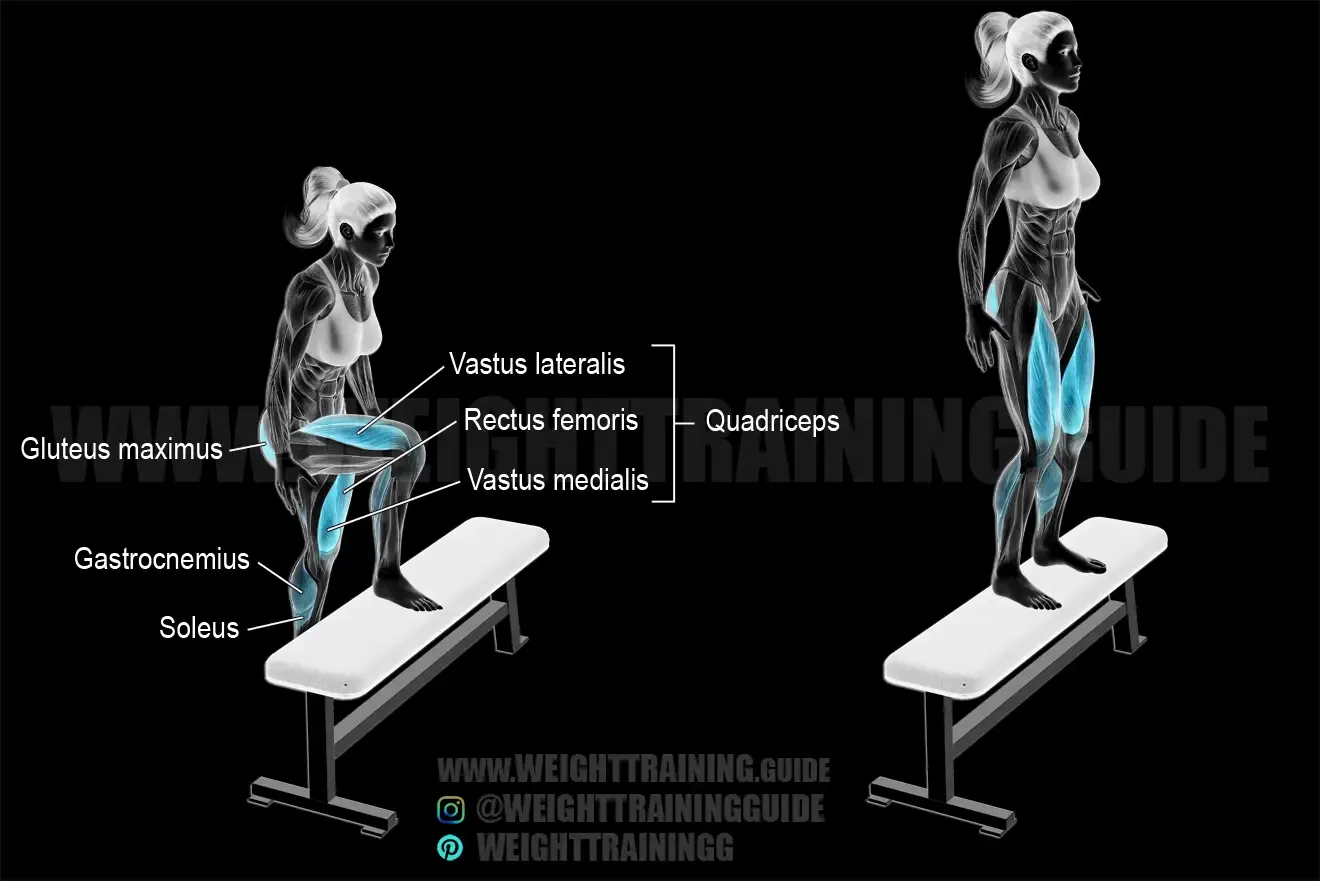 Vastus lateralis
Rectus femoris
Quadriceps
Gluteus maximus
Vastus medialis
Gastrocnemius
Soleus
WWW.WEIGHTTRAINING.GUIDE
WWW.WEIGHTTRAINING.GUIDE
@WEIGHTTRAININGGUIDE
WEIGHTTRAININGG